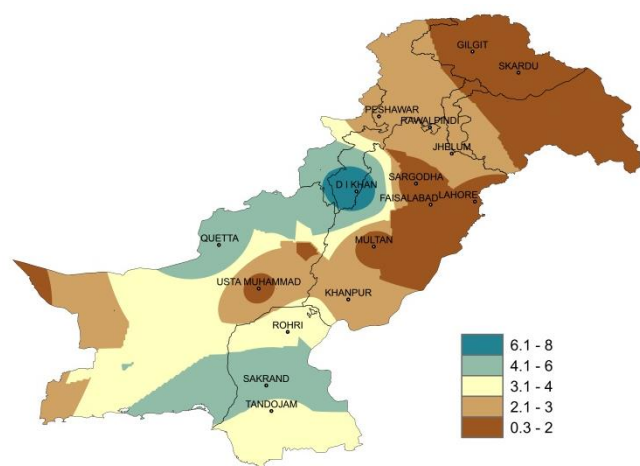 GILGIT
SKARDU
PESHAWAR
RAWALPINDI
JHELUM
SARGODHA
D I KHAN
FAISALABAD
LAHORE
QUETTA
MULTAN
USTA MUHAMMAD
KHANPUR
ROHRI
SAKRAND
TANDOJAM
6.1 - 8
4.1 - 6
3.1 - 4
2.1 - 3
0.3 - 2